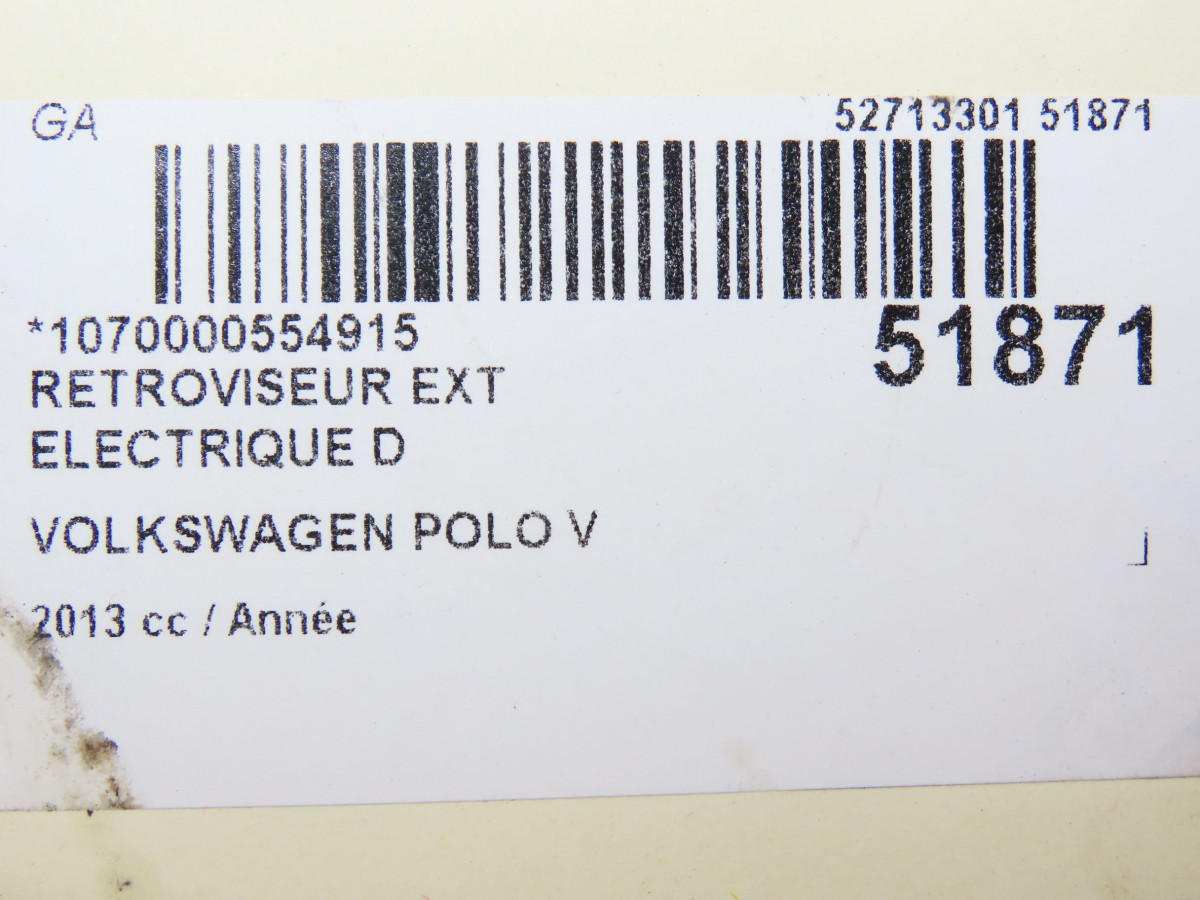 GA
52713301 51871
*1070000554915
51871
RETROVISEUR EXT
ELECTRIQUE D
VOLKSWAGEN POLO V
2013 cc / Année